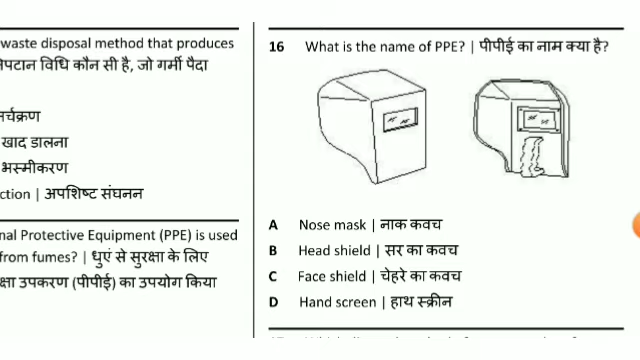 waste disposal method that produces
पटान विधि कौन सी है, जो गर्मी पैदा
र्चक्रण
खाद डालना
भस्मीकरण
ction | अपशिष्ट संघनन
nal Protective Equipment (PPE) is used
from fumes? | धुएं से सुरक्षा के लिए
क्षा उपकरण (पीपीई) का उपयोग किया
16 What is the name of PPE? | पीपीई का नाम क्या है?
A Nose mask | नाक कवच
B Head shield | सर का कवच
C Face shield | चेहरे का कवच
D Hand screen | हाथ स्क्रीन